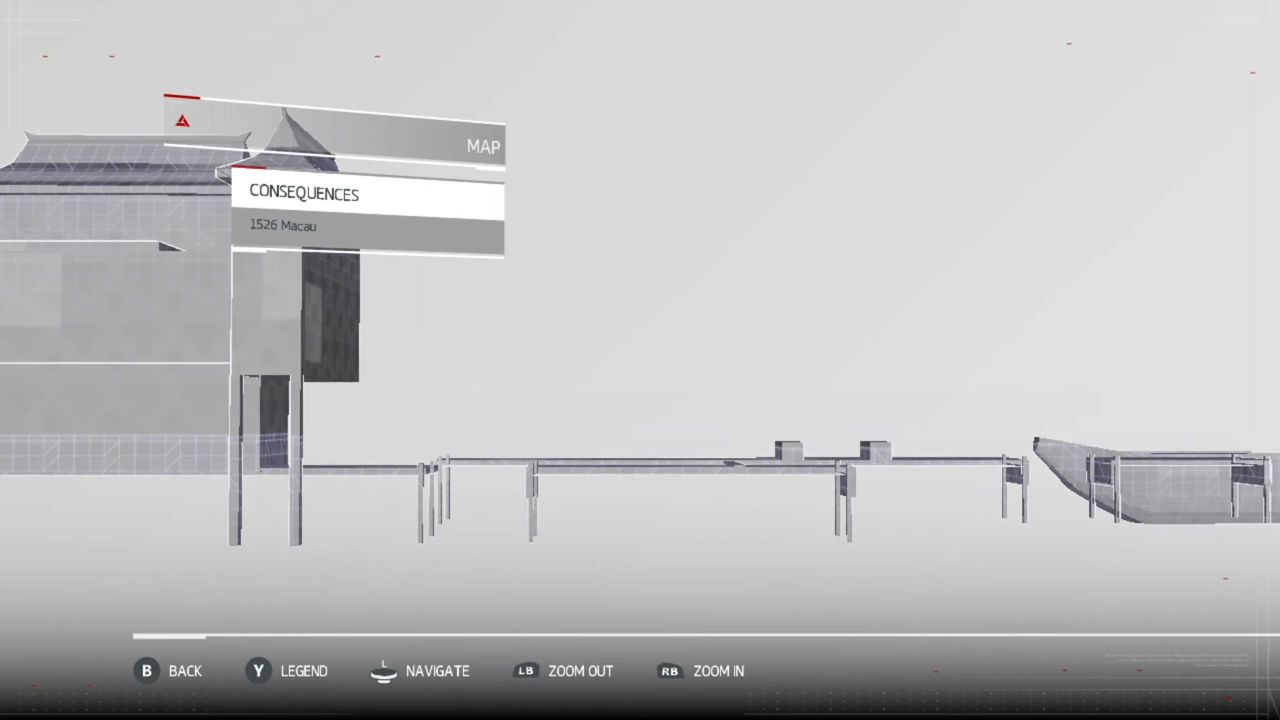 MAP
CONSEQUENCES
1526 Macau
B BACK
Y LEGEND
L NAVIGATE
LB ZOOM OUT
RB ZOOM IN